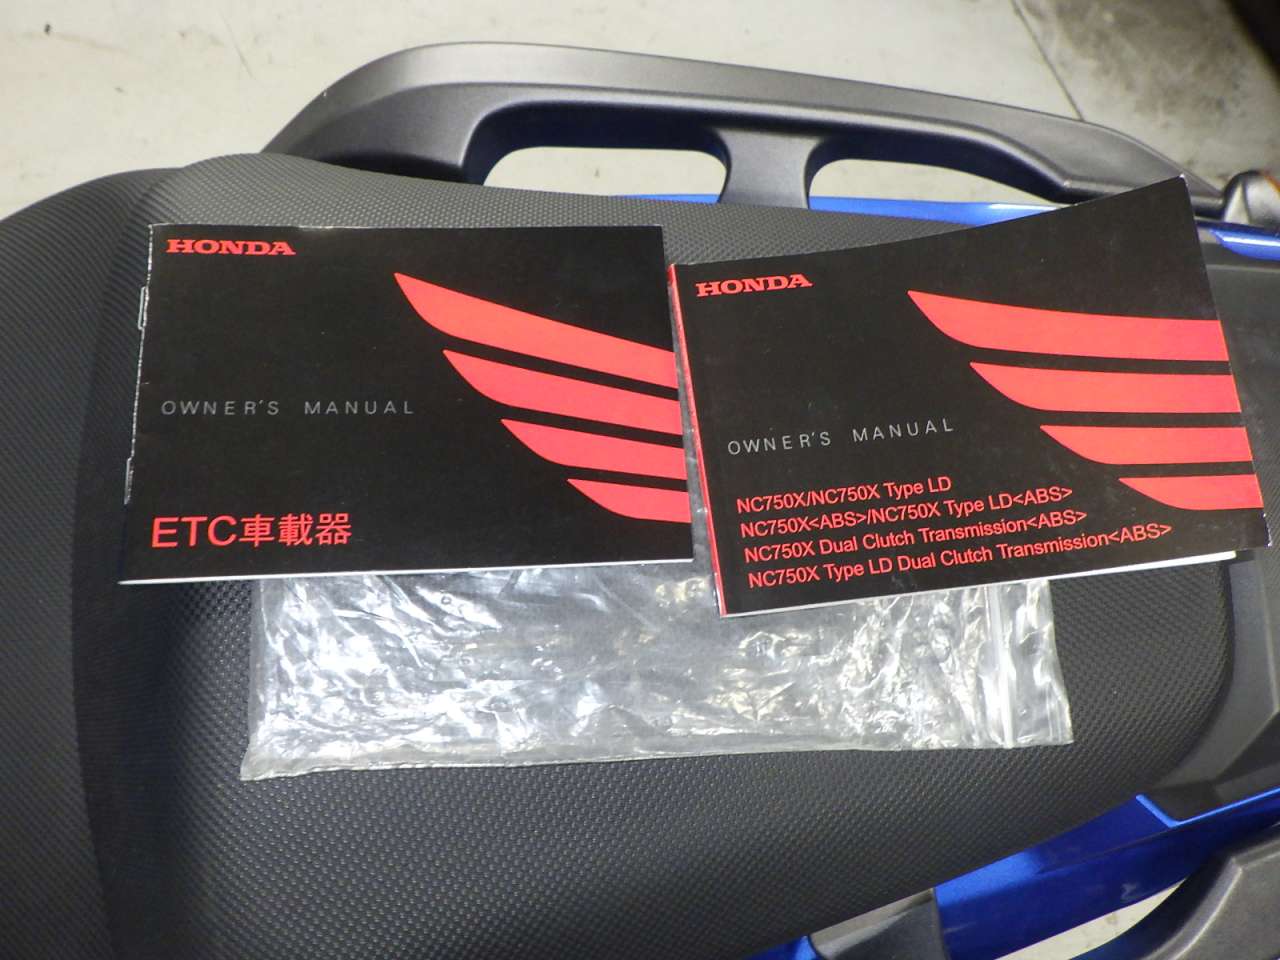 HONDA
OWNER'S MANUAL
ETC車載器
HONDA
OWNER'S MANUAL
NC750X/NC750X Type LD
NC750X<ABS>/NC750X Type LD<ABS>
NC750X Dual Clutch Transmission<ABS>
NC750X Type LD Dual Clutch Transmission<ABS>